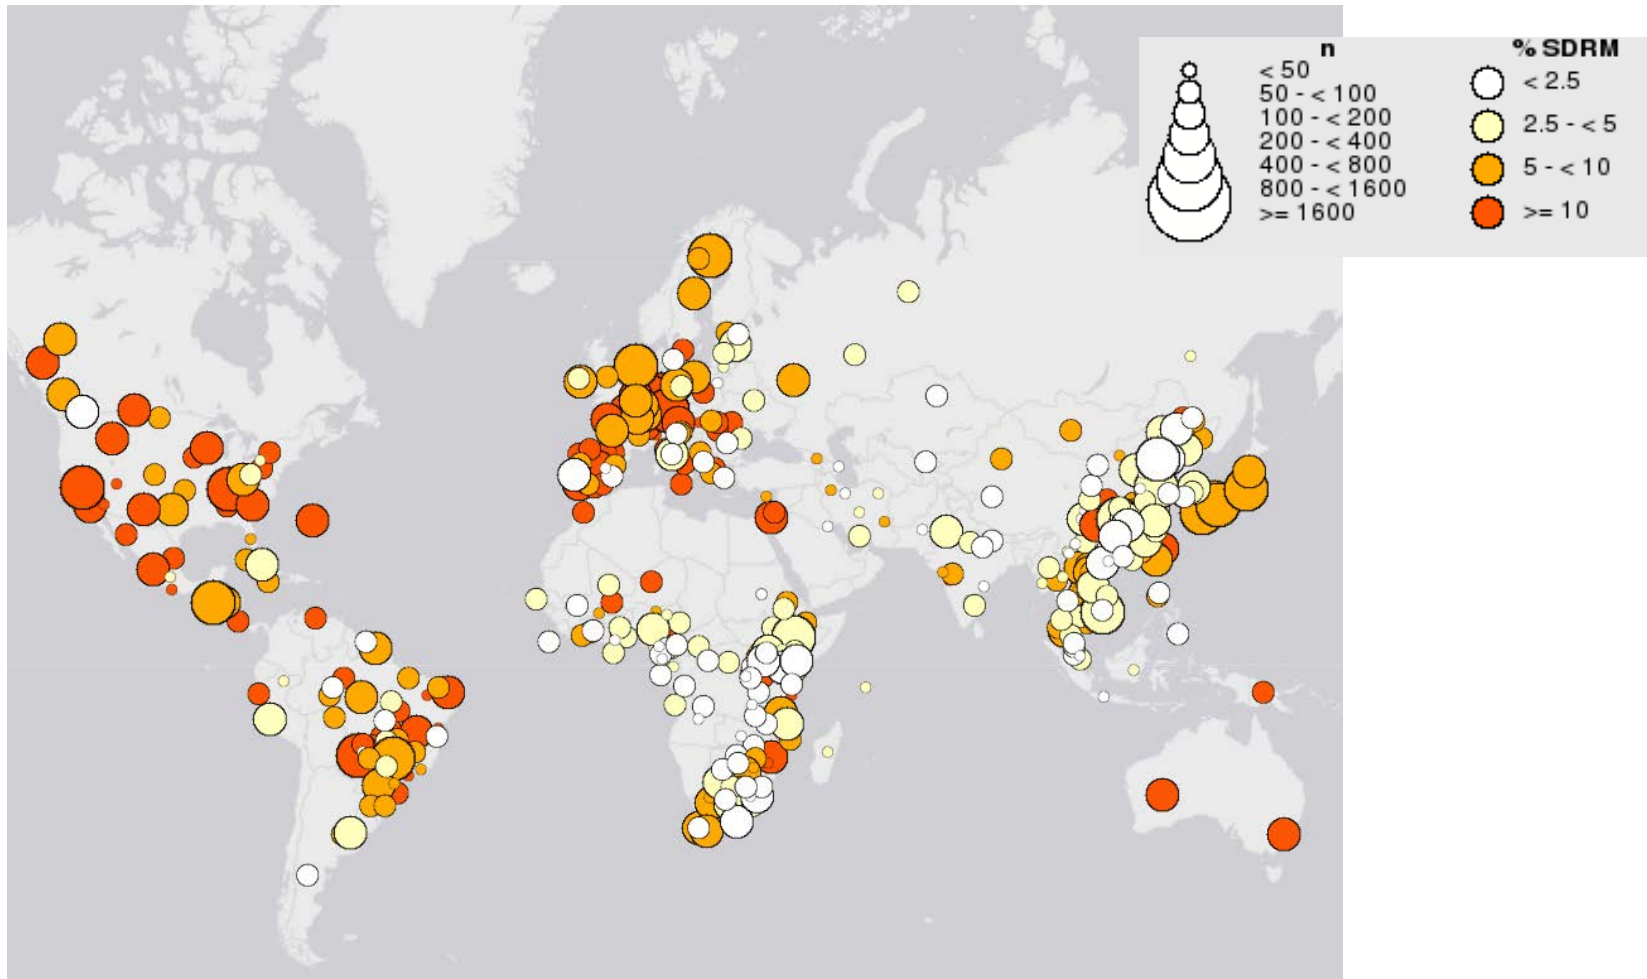 n
< 50
50 - < 100
100 - < 200
200 - < 400
400 - < 800
800 - < 1600
>= 1600
% SDRM
< 2.5
2.5 - < 5
5 - < 10
>= 10